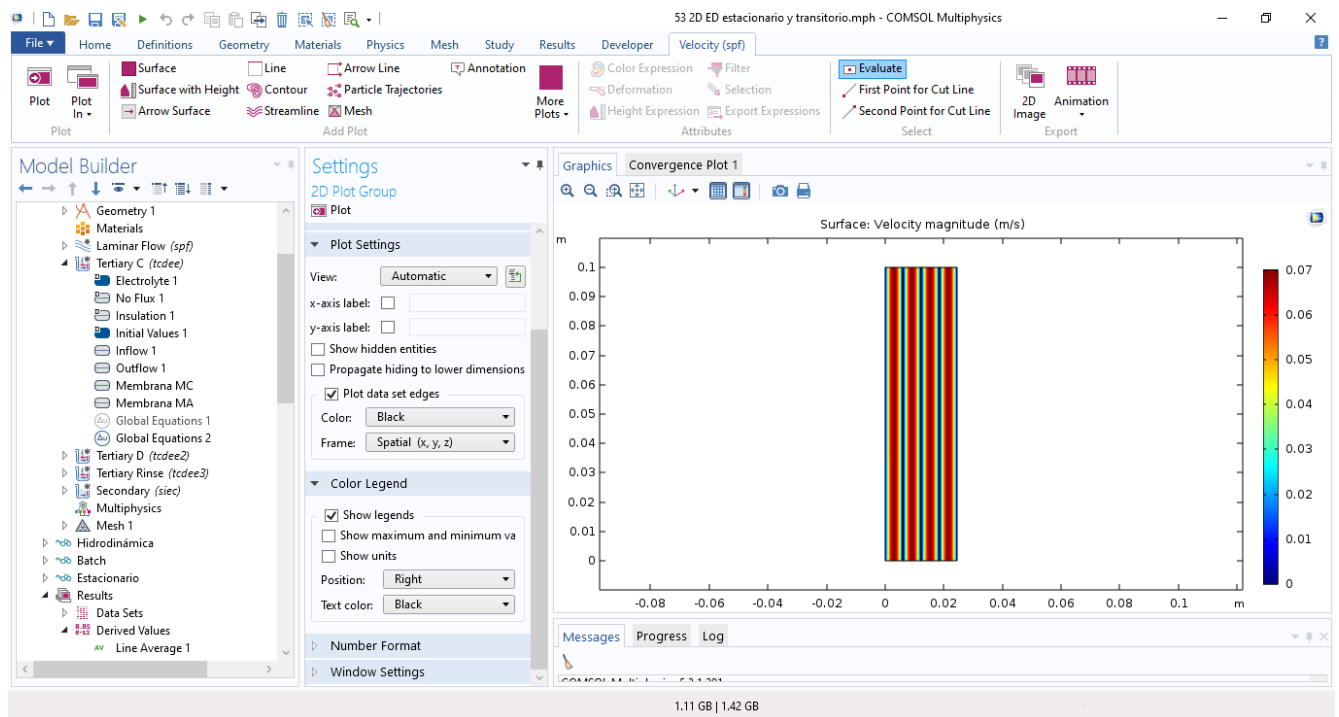 53 2D ED estacionario y transitorio.mph - COMSOL Multiphysics
File Home Definitions Geometry Materials Physics Mesh Study Results Developer Velocity (spf) ?
Surface Line Arrow Line Annotation
Surface with Height Contour Particle Trajectories
Arrow Surface Streamline Mesh
Plot Plot In
More Plots
Color Expression Filter
Deformation Selection
Height Expression Export Expressions
Evaluate
First Point for Cut Line
Second Point for Cut Line
2D Image Animation
Plot Add Plot Attributes Select Export
Model Builder
Geometry 1
Materials
Laminar Flow (spf)
Tertiary C (tcdee)
Electrolyte 1
No Flux 1
Insulation 1
Initial Values 1
Inflow 1
Outflow 1
Membrana MC
Membrana MA
Global Equations 1
Global Equations 2
Tertiary D (tcdee2)
Tertiary Rinse (tcdee3)
Secondary (siec)
Multiphysics
Mesh 1
Hidrodinámica
Batch
Estacionario
Results
Data Sets
8.85 e-12 Derived Values
AV Line Average 1
Settings
2D Plot Group
Plot
Plot Settings
View: Automatic
x-axis label:
y-axis label:
Show hidden entities
Propagate hiding to lower dimensions
Plot data set edges
Color: Black
Frame: Spatial (x, y, z)
Color Legend
Show legends
Show maximum and minimum va
Show units
Position: Right
Text color: Black
Number Format
Window Settings
Graphics Convergence Plot 1
Surface: Velocity magnitude (m/s)
m
0.1
0.09
0.08
0.07
0.06
0.05
0.04
0.03
0.02
0.01
0
-0.08 -0.06 -0.04 -0.02 0 0.02 0.04 0.06 0.08 0.1 m
0.07
0.06
0.05
0.04
0.03
0.02
0.01
0
Messages Progress Log
1.11 GB | 1.42 GB